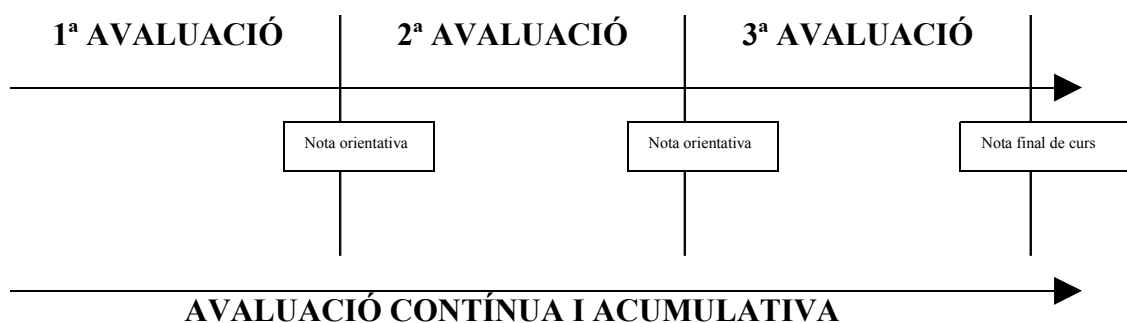 1ª AVALUACIÓ 2ª AVALUACIÓ 3ª AVALUACIÓ
Nota orientativa Nota orientativa Nota final de curs
AVALUACIÓ CONTÍNUA I ACUMULATIVA